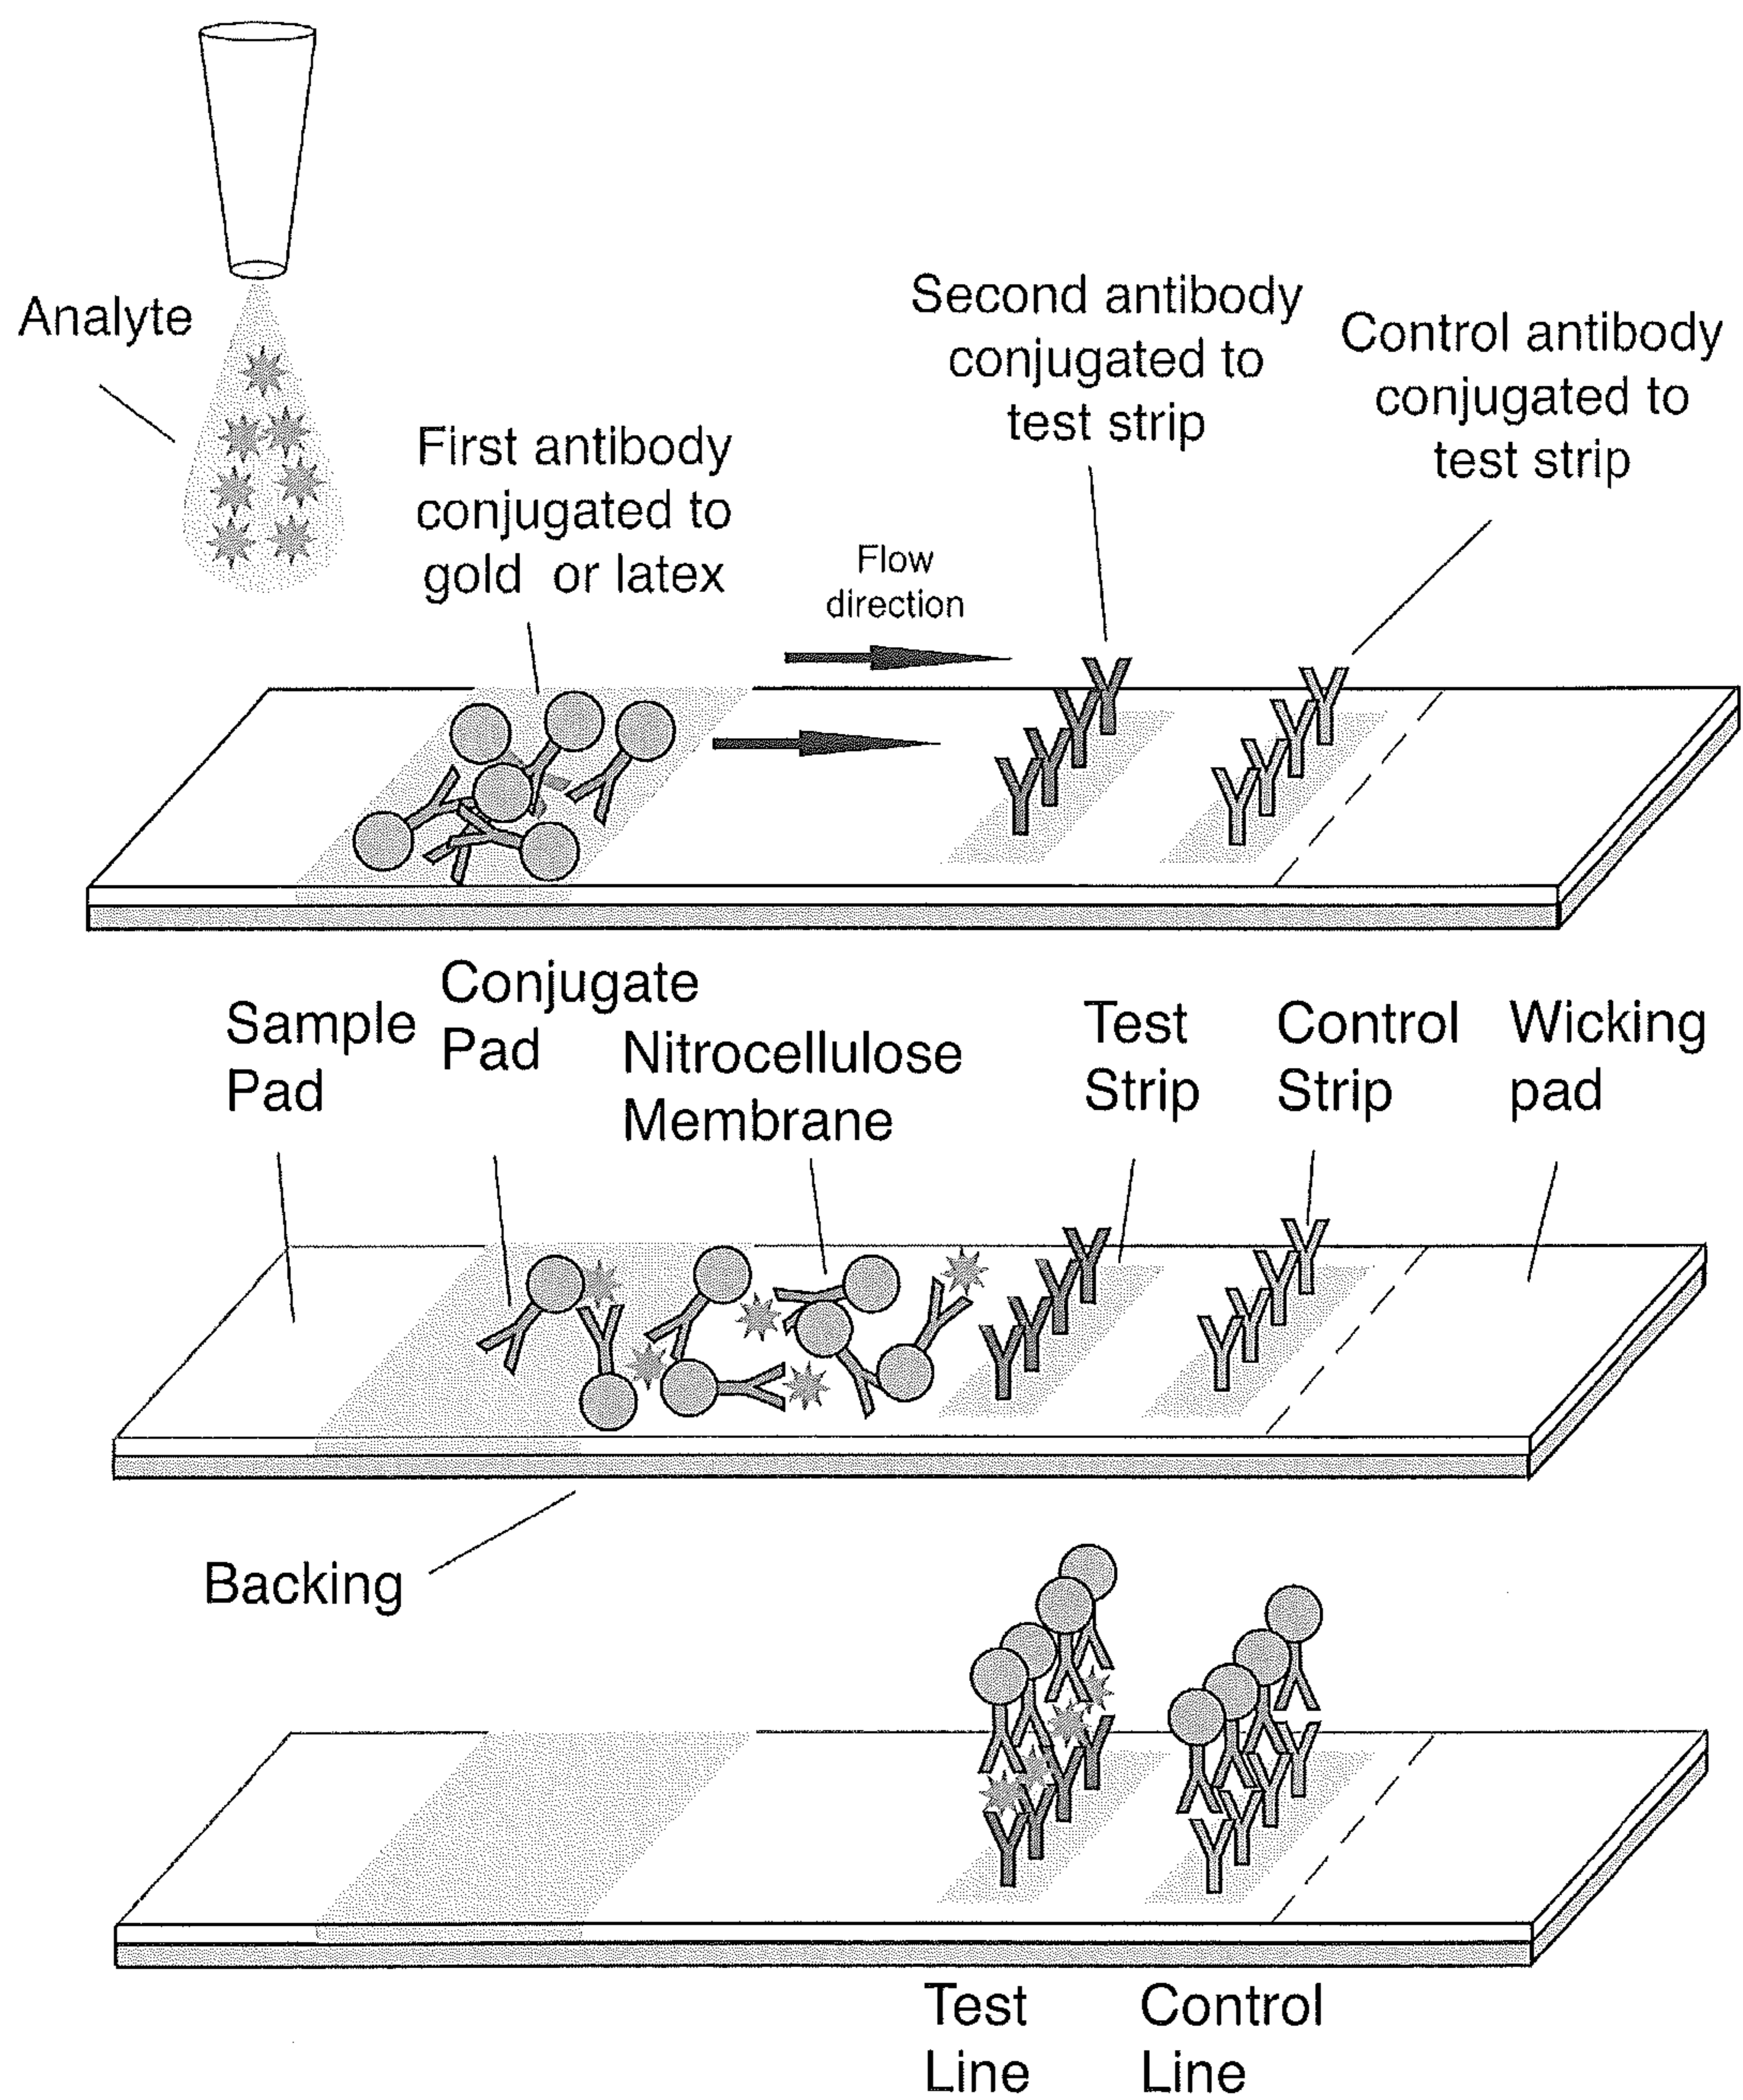 Analyte
First antibody
conjugated to
gold or latex
Flow
direction
Second antibody
conjugated to
test strip
Control antibody
conjugated to
test strip
Sample
Pad
Conjugate
Pad
Nitrocellulose
Membrane
Test
Strip
Control
Strip
Wicking
pad
Backing
Test
Line
Control
Line